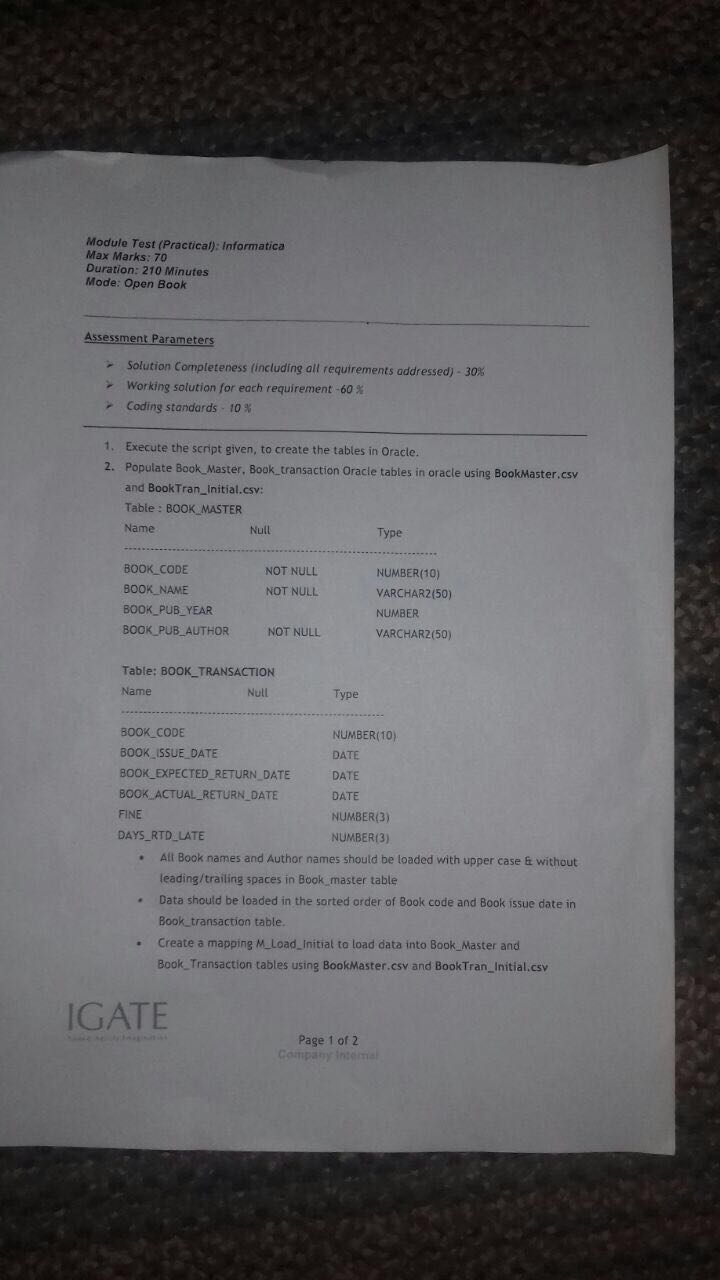 Module Test (Practical): Informatica
Max Marks: 70
Duration: 210 Minutes
Mode: Open Book
Assessment Parameters
➢ Solution Completeness (including all requirements addressed) - 30%
➢ Working solution for each requirement -60 %
➢ Coding standards - 10 %
1. Execute the script given, to create the tables in Oracle.
2. Populate Book_Master, Book_transaction Oracle tables in oracle using BookMaster.csv
and BookTran_Initial.csv:
Table : BOOK_MASTER
Name Null Type
BOOK_CODE NOT NULL NUMBER(10)
BOOK_NAME NOT NULL VARCHAR2(50)
BOOK_PUB_YEAR NUMBER
BOOK_PUB_AUTHOR NOT NULL VARCHAR2(50)
Table: BOOK_TRANSACTION
Name Null Type
BOOK_CODE NUMBER(10)
BOOK_ISSUE_DATE DATE
BOOK_EXPECTED_RETURN_DATE DATE
BOOK_ACTUAL_RETURN_DATE DATE
FINE NUMBER(3)
DAYS_RTD_LATE NUMBER(3)
• All Book names and Author names should be loaded with upper case & without
leading/trailing spaces in Book_master table
• Data should be loaded in the sorted order of Book code and Book issue date in
Book_transaction table.
• Create a mapping M_Load_Initial to load data into Book_Master and
Book_Transaction tables using BookMaster.csv and BookTran_Initial.csv
IGATE
Page 1 of 2
Company Internal